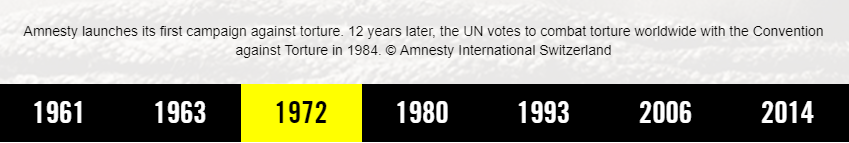 Amnesty launches its first campaign against torture. 12 years later, the UN votes to combat torture worldwide with the Convention
against Torture in 1984. © Amnesty International Switzerland
1961 1963 1972 1980 1993 2006 2014